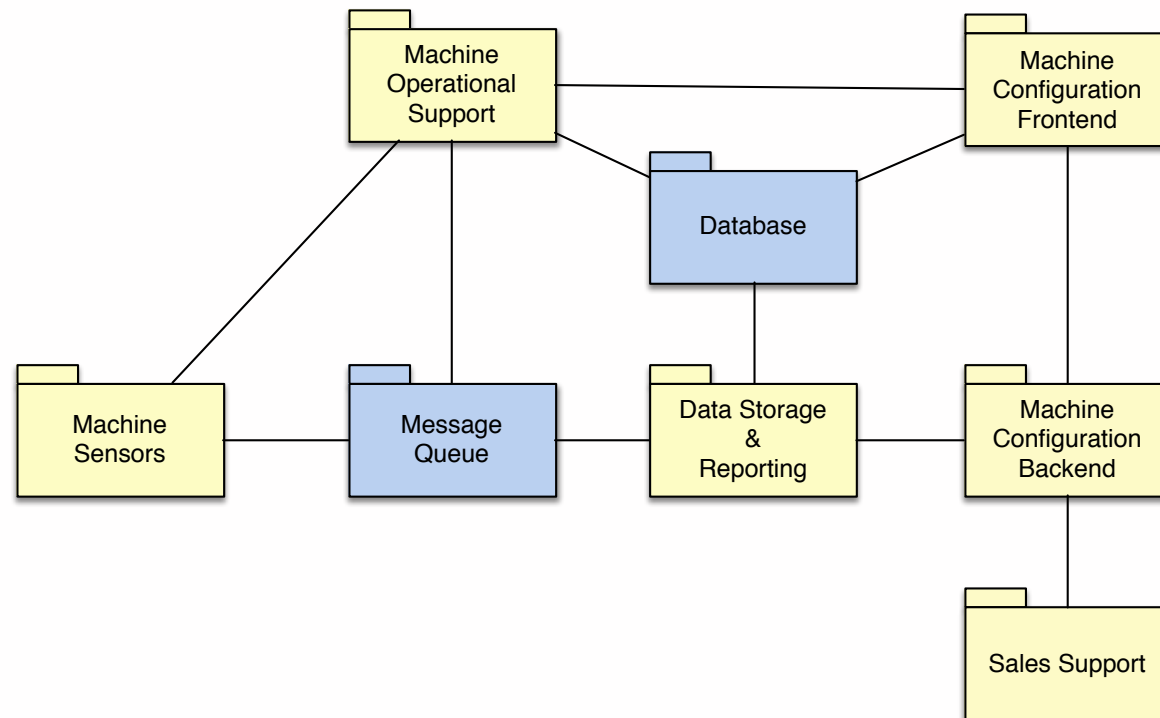 Machine
Operational
Support
Machine
Configuration
Frontend
Database
Machine
Sensors
Message
Queue
Data Storage
&
Reporting
Machine
Configuration
Backend
Sales Support